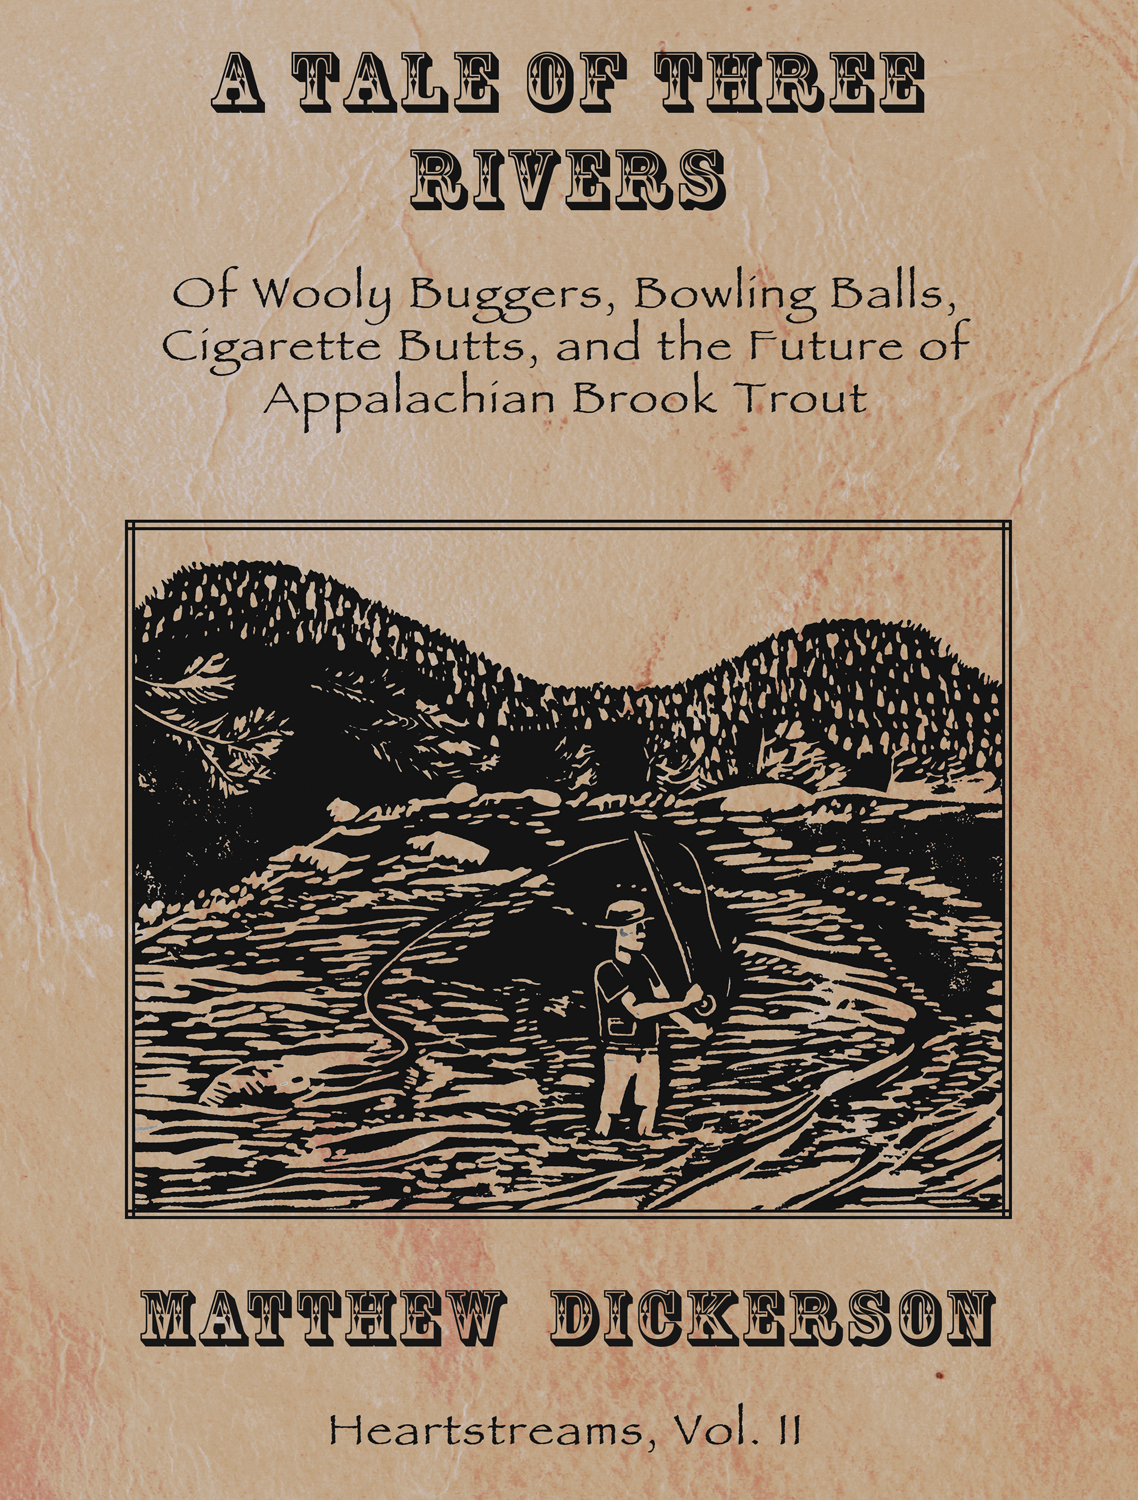 A TALE OF THREE
RIVERS
Of Wooly Buggers, Bowling Balls,
Cigarette Butts, and the Future of
Appalachian Brook Trout
MATTHEW DICKERSON
Heartstreams, Vol. II